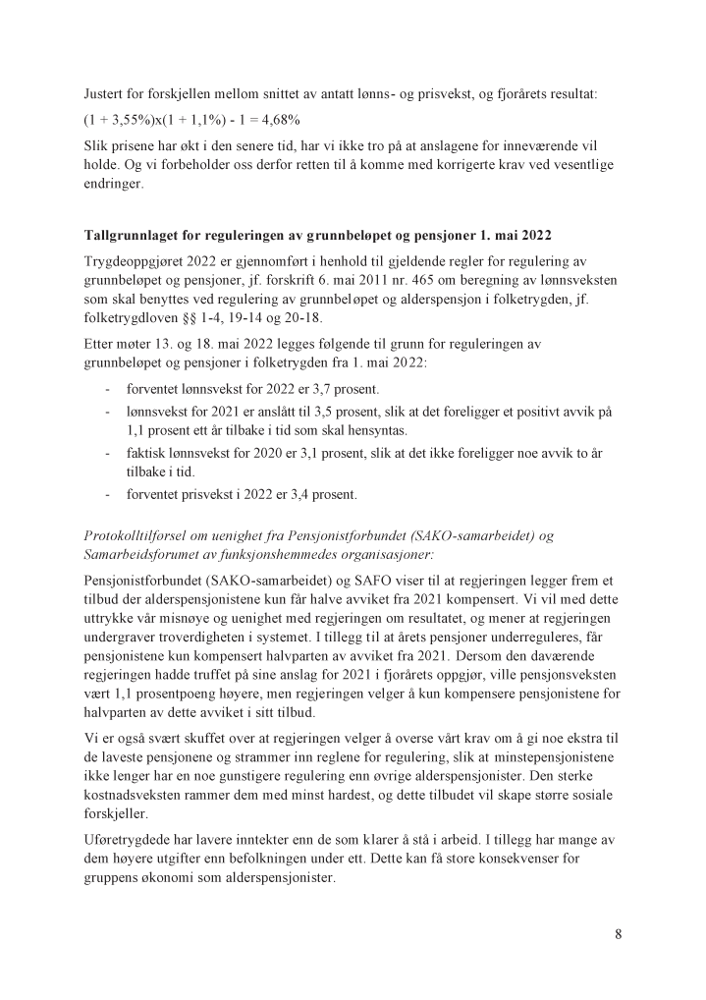 Justert for forskjellen mellom snittet av antatt lønns- og prisvekst, og fjorårets resultat:
(1 + 3,55%)x(1 + 1,1%) - 1 = 4,68%
Slik prisene har økt i den senere tid, har vi ikke tro på at anslagene for inneværende vil
holde. Og vi forbeholder oss derfor retten til å komme med korrigerte krav ved vesentlige
endringer.
Tallgrunnlaget for reguleringen av grunnbeløpet og pensjoner 1. mai 2022
Trygdeoppgjøret 2022 er gjennomført i henhold til gjeldende regler for regulering av
grunnbeløpet og pensjoner, jf. forskrift 6. mai 2011 nr. 465 om beregning av lønnsveksten
som skal benyttes ved regulering av grunnbeløpet og alderspensjon i folketrygden, jf.
folketrygdloven §§ 1-4, 19-14 og 20-18.
Etter møter 13. og 18. mai 2022 legges følgende til grunn for reguleringen av
grunnbeløpet og pensjoner i folketrygden fra 1. mai 2022:
- forventet lønnsvekst for 2022 er 3,7 prosent.
- lønnsvekst for 2021 er anslått til 3,5 prosent, slik at det foreligger et positivt avvik på
1,1 prosent ett år tilbake i tid som skal hensyntas.
- faktisk lønnsvekst for 2020 er 3,1 prosent, slik at det ikke foreligger noe avvik to år
tilbake i tid.
- forventet prisvekst i 2022 er 3,4 prosent.
Protokolltilførsel om uenighet fra Pensjonistforbundet (SAKO-samarbeidet) og
Samarbeidsforumet av funksjonshemmedes organisasjoner:
Pensjonistforbundet (SAKO-samarbeidet) og SAFO viser til at regjeringen legger frem et
tilbud der alderspensjonistene kun får halve avviket fra 2021 kompensert. Vi vil med dette
uttrykke vår misnøye og uenighet med regjeringen om resultatet, og mener at regjeringen
undergraver troverdigheten i systemet. I tillegg til at årets pensjoner underreguleres, får
pensjonistene kun kompensert halvparten av avviket fra 2021. Dersom den daværende
regjeringen hadde truffet på sine anslag for 2021 i fjorårets oppgjør, ville pensjonsveksten
vært 1,1 prosentpoeng høyere, men regjeringen velger å kun kompensere pensjonistene for
halvparten av dette avviket i sitt tilbud.
Vi er også svært skuffet over at regjeringen velger å overse vårt krav om å gi noe ekstra til
de laveste pensjonene og strammer inn reglene for regulering, slik at minstepensjonistene
ikke lenger har en noe gunstigere regulering enn øvrige alderspensjonister. Den sterke
kostnadsveksten rammer dem med minst hardest, og dette tilbudet vil skape større sosiale
forskjeller.
Uføretrygdede har lavere inntekter enn de som klarer å stå i arbeid. I tillegg har mange av
dem høyere utgifter enn befolkningen under ett. Dette kan få store konsekvenser for
gruppens økonomi som alderspensjonister.
8